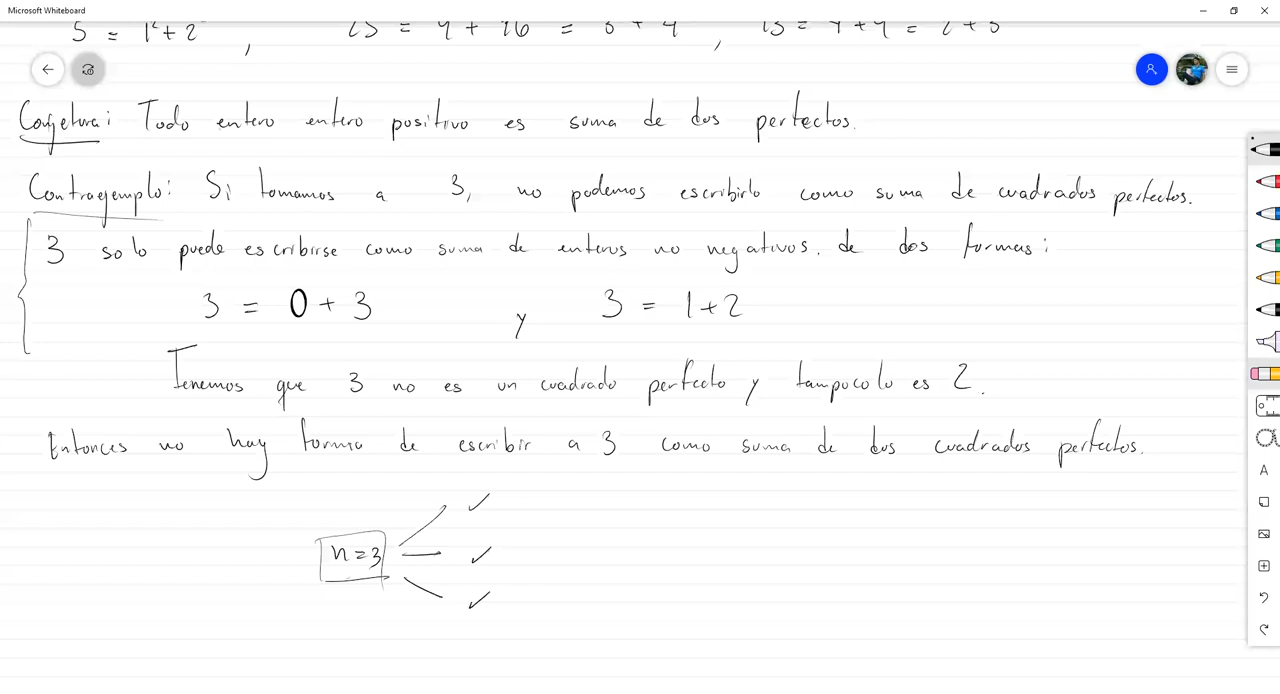 Microsoft Whiteboard
5 = 1² + 2
Conjetura: Todo entero entero positivo es suma de dos perfectos.
Contraejemplo: Si tomamos a 3, no podemos escribirlo como suma de cuadrados perfectos.
3 solo puede escribirse como suma de enteros no negativos. de dos formas:
3 = 0 + 3 y 3 = 1 + 2
Tenemos que 3 no es un cuadrado perfecto y tampoco lo es 2.
Entonces no hay forma de escribir a 3 como suma de dos cuadrados perfectos.
n = 3
A